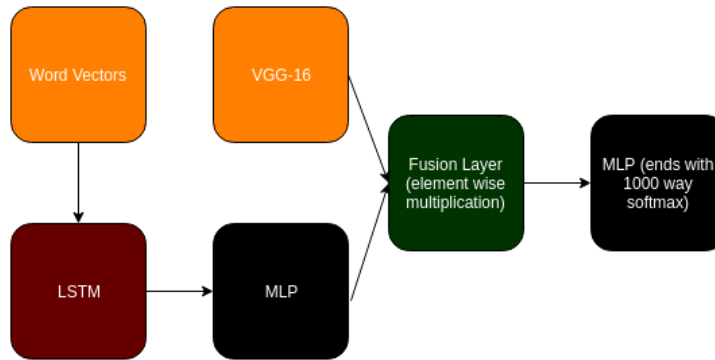 Word Vectors
VGG-16
Fusion Layer
(element wise
multiplication)
MLP (ends with
1000 way
softmax)
LSTM
MLP